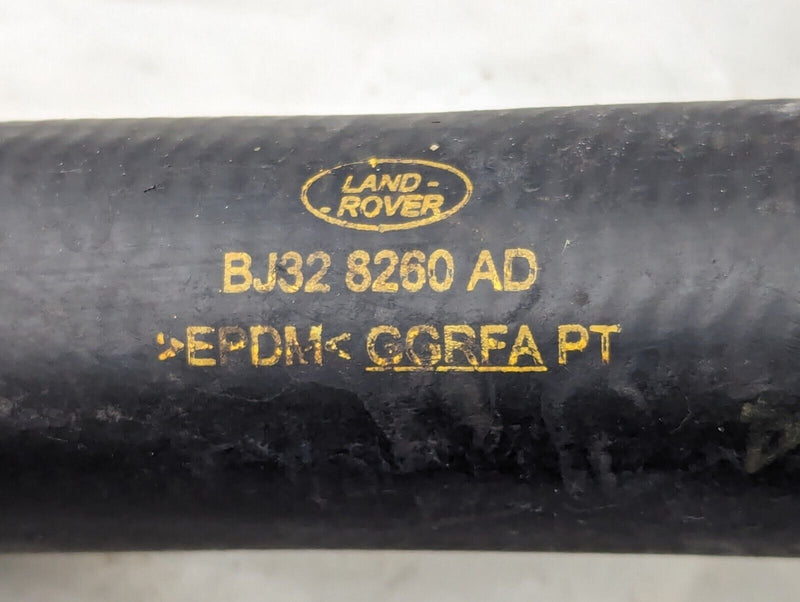 LAND-
-ROVER
BJ32 8260 AD
>EPDM< GGRFA PT